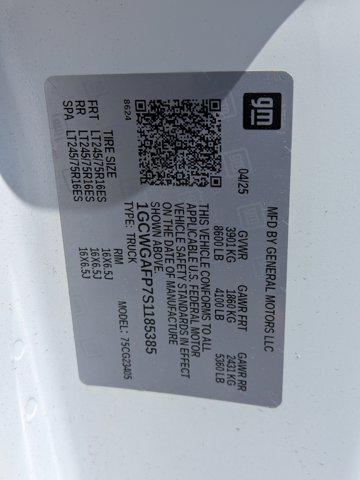 gm
MFD BY GENERAL MOTORS LLC
04/25 GVWR GAWR FRT GAWR RR
3901 KG 1860 KG 2431 KG
8600 LB 4100 LB 5360 LB
THIS VEHICLE CONFORMS TO ALL
APPLICABLE U.S. FEDERAL MOTOR
VEHICLE SAFETY STANDARDS IN EFFECT
ON THE DATE OF MANUFACTURE
SHOWN ABOVE.
1GCWGAFP7S1185385
TYPE: TRUCK MODEL: 7SCG23405
8624
TIRE SIZE RIM
FRT LT245/75R16ES 16X6.5J
RR LT245/75R16ES 16X6.5J
SPA LT245/75R16ES 16X6.5J